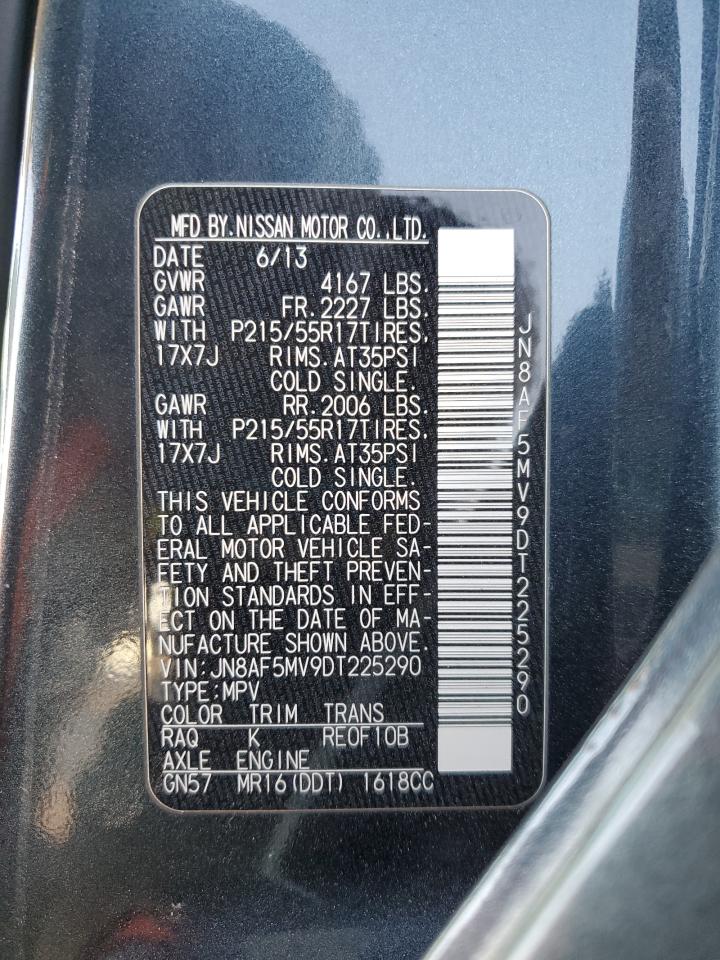 MFD BY.NISSAN MOTOR CO.,LTD.
DATE 6/13
GVWR 4167 LBS.
GAWR FR.2227 LBS.
WITH P215/55R17TIRES,
17X7J RIMS.AT35PSI
COLD SINGLE.
GAWR RR.2006 LBS.
WITH P215/55R17TIRES,
17X7J RIMS.AT35PSI
COLD SINGLE.
THIS VEHICLE CONFORMS
TO ALL APPLICABLE FED-
ERAL MOTOR VEHICLE SA-
FETY AND THEFT PREVEN-
TION STANDARDS IN EFF-
ECT ON THE DATE OF MA-
NUFACTURE SHOWN ABOVE.
VIN:JN8AF5MV9DT225290
TYPE:MPV
COLOR TRIM TRANS
RAQ K RE0F10B
AXLE ENGINE
GN57 MR16(DDT) 1618CC
JN8AF5MV9DT225290